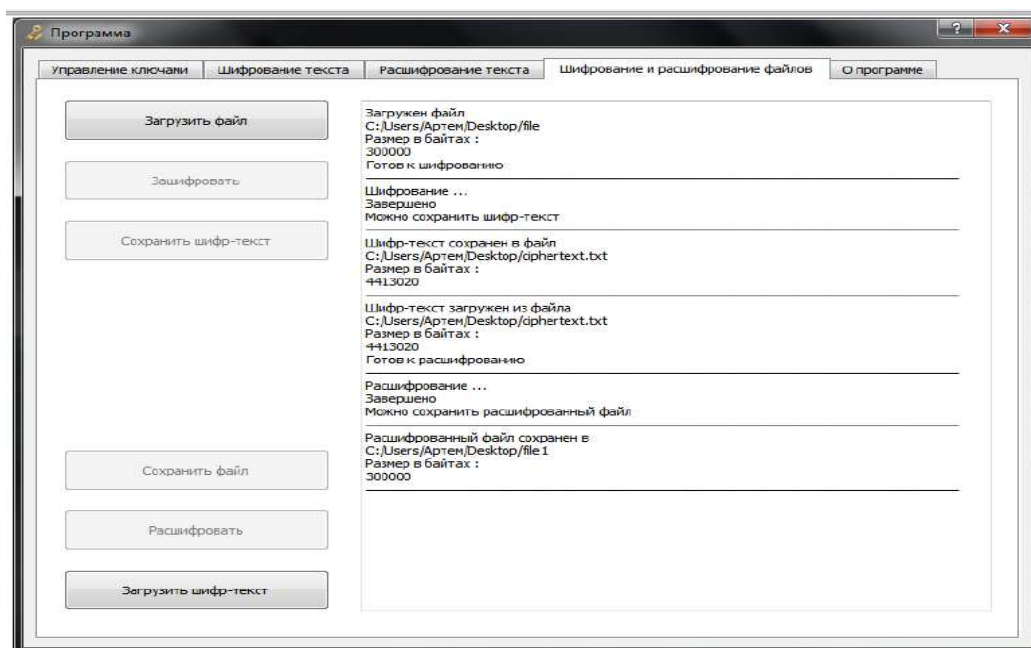 Программа
? x
Управление ключами Шифрование текста Расшифрование текста Шифрование и расшифрование файлов О программе
Загрузить файл
Зашифровать
Сохранить шифр-текст
Сохранить файл
Расшифровать
Загрузить шифр-текст
Загружен файл
C:/Users/Артем/Desktop/file
Размер в байтах :
300000
Готов к шифрованию
Шифрование ...
Завершено
Можно сохранить шифр-текст
Шифр-текст сохранен в файл
C:/Users/Артем/Desktop/ciphertext.txt
Размер в байтах :
4413020
Шифр-текст загружен из файла
C:/Users/Артем/Desktop/ciphertext.txt
Размер в байтах :
4413020
Готов к расшифрованию
Расшифрование ...
Завершено
Можно сохранить расшифрованный файл
Расшифрованный файл сохранен в
C:/Users/Артем/Desktop/file1
Размер в байтах :
300000